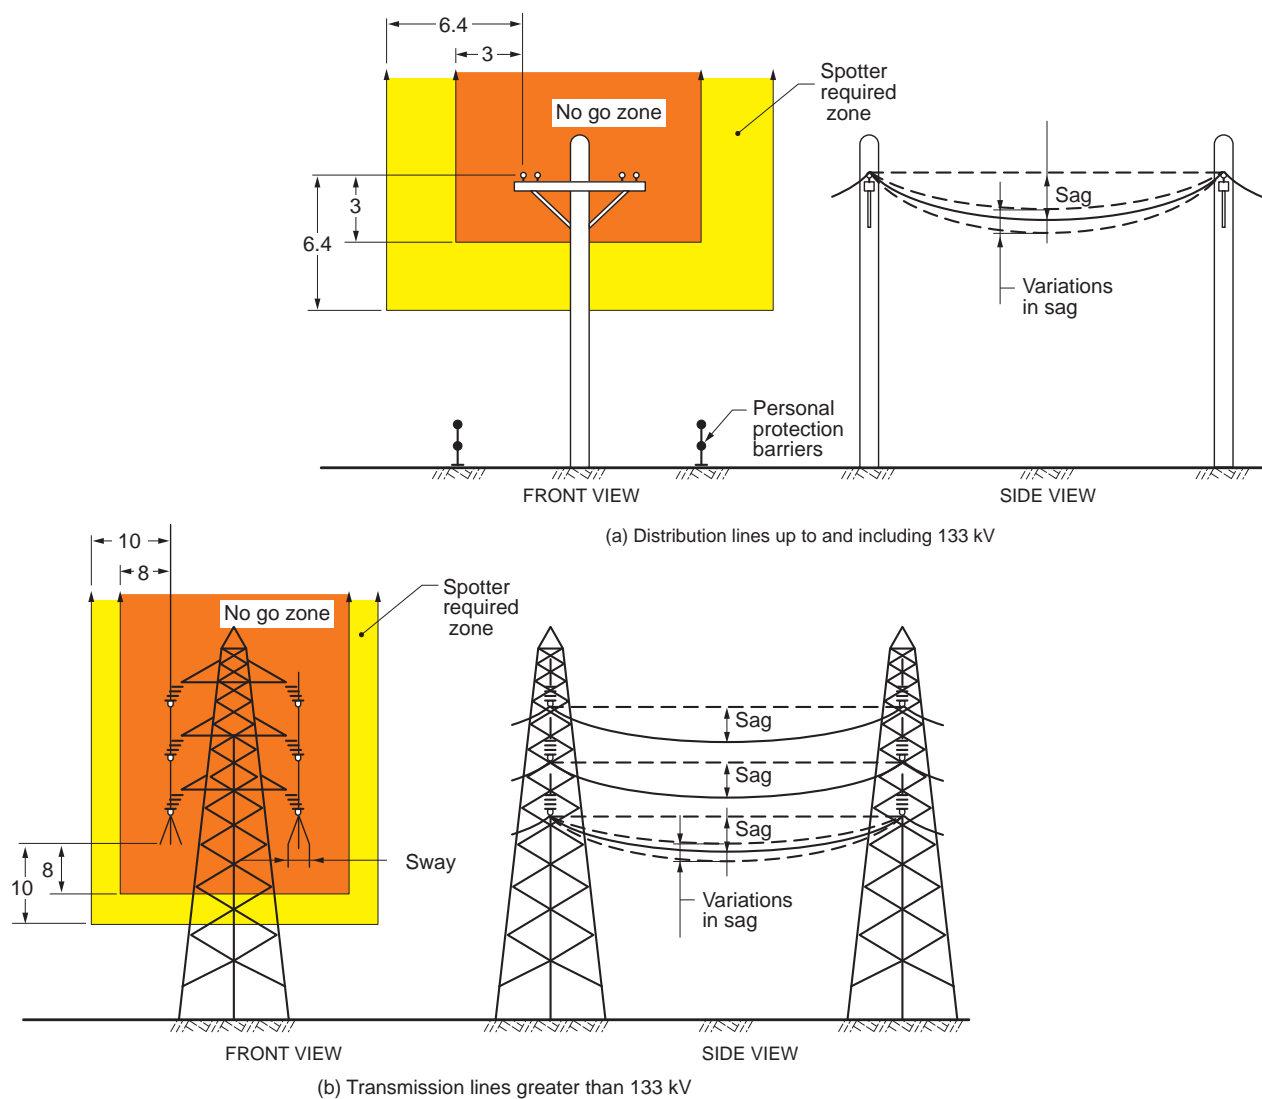 6.4
3
Spotter
required
zone
No go zone
3
6.4
Sag
Variations
in sag
Personal
protection
barriers
FRONT VIEW
SIDE VIEW
(a) Distribution lines up to and including 133 kV
10
8
Spotter
required
zone
No go zone
Sag
Sag
Sag
8
10
Sway
Variations
in sag
FRONT VIEW
SIDE VIEW
(b) Transmission lines greater than 133 kV